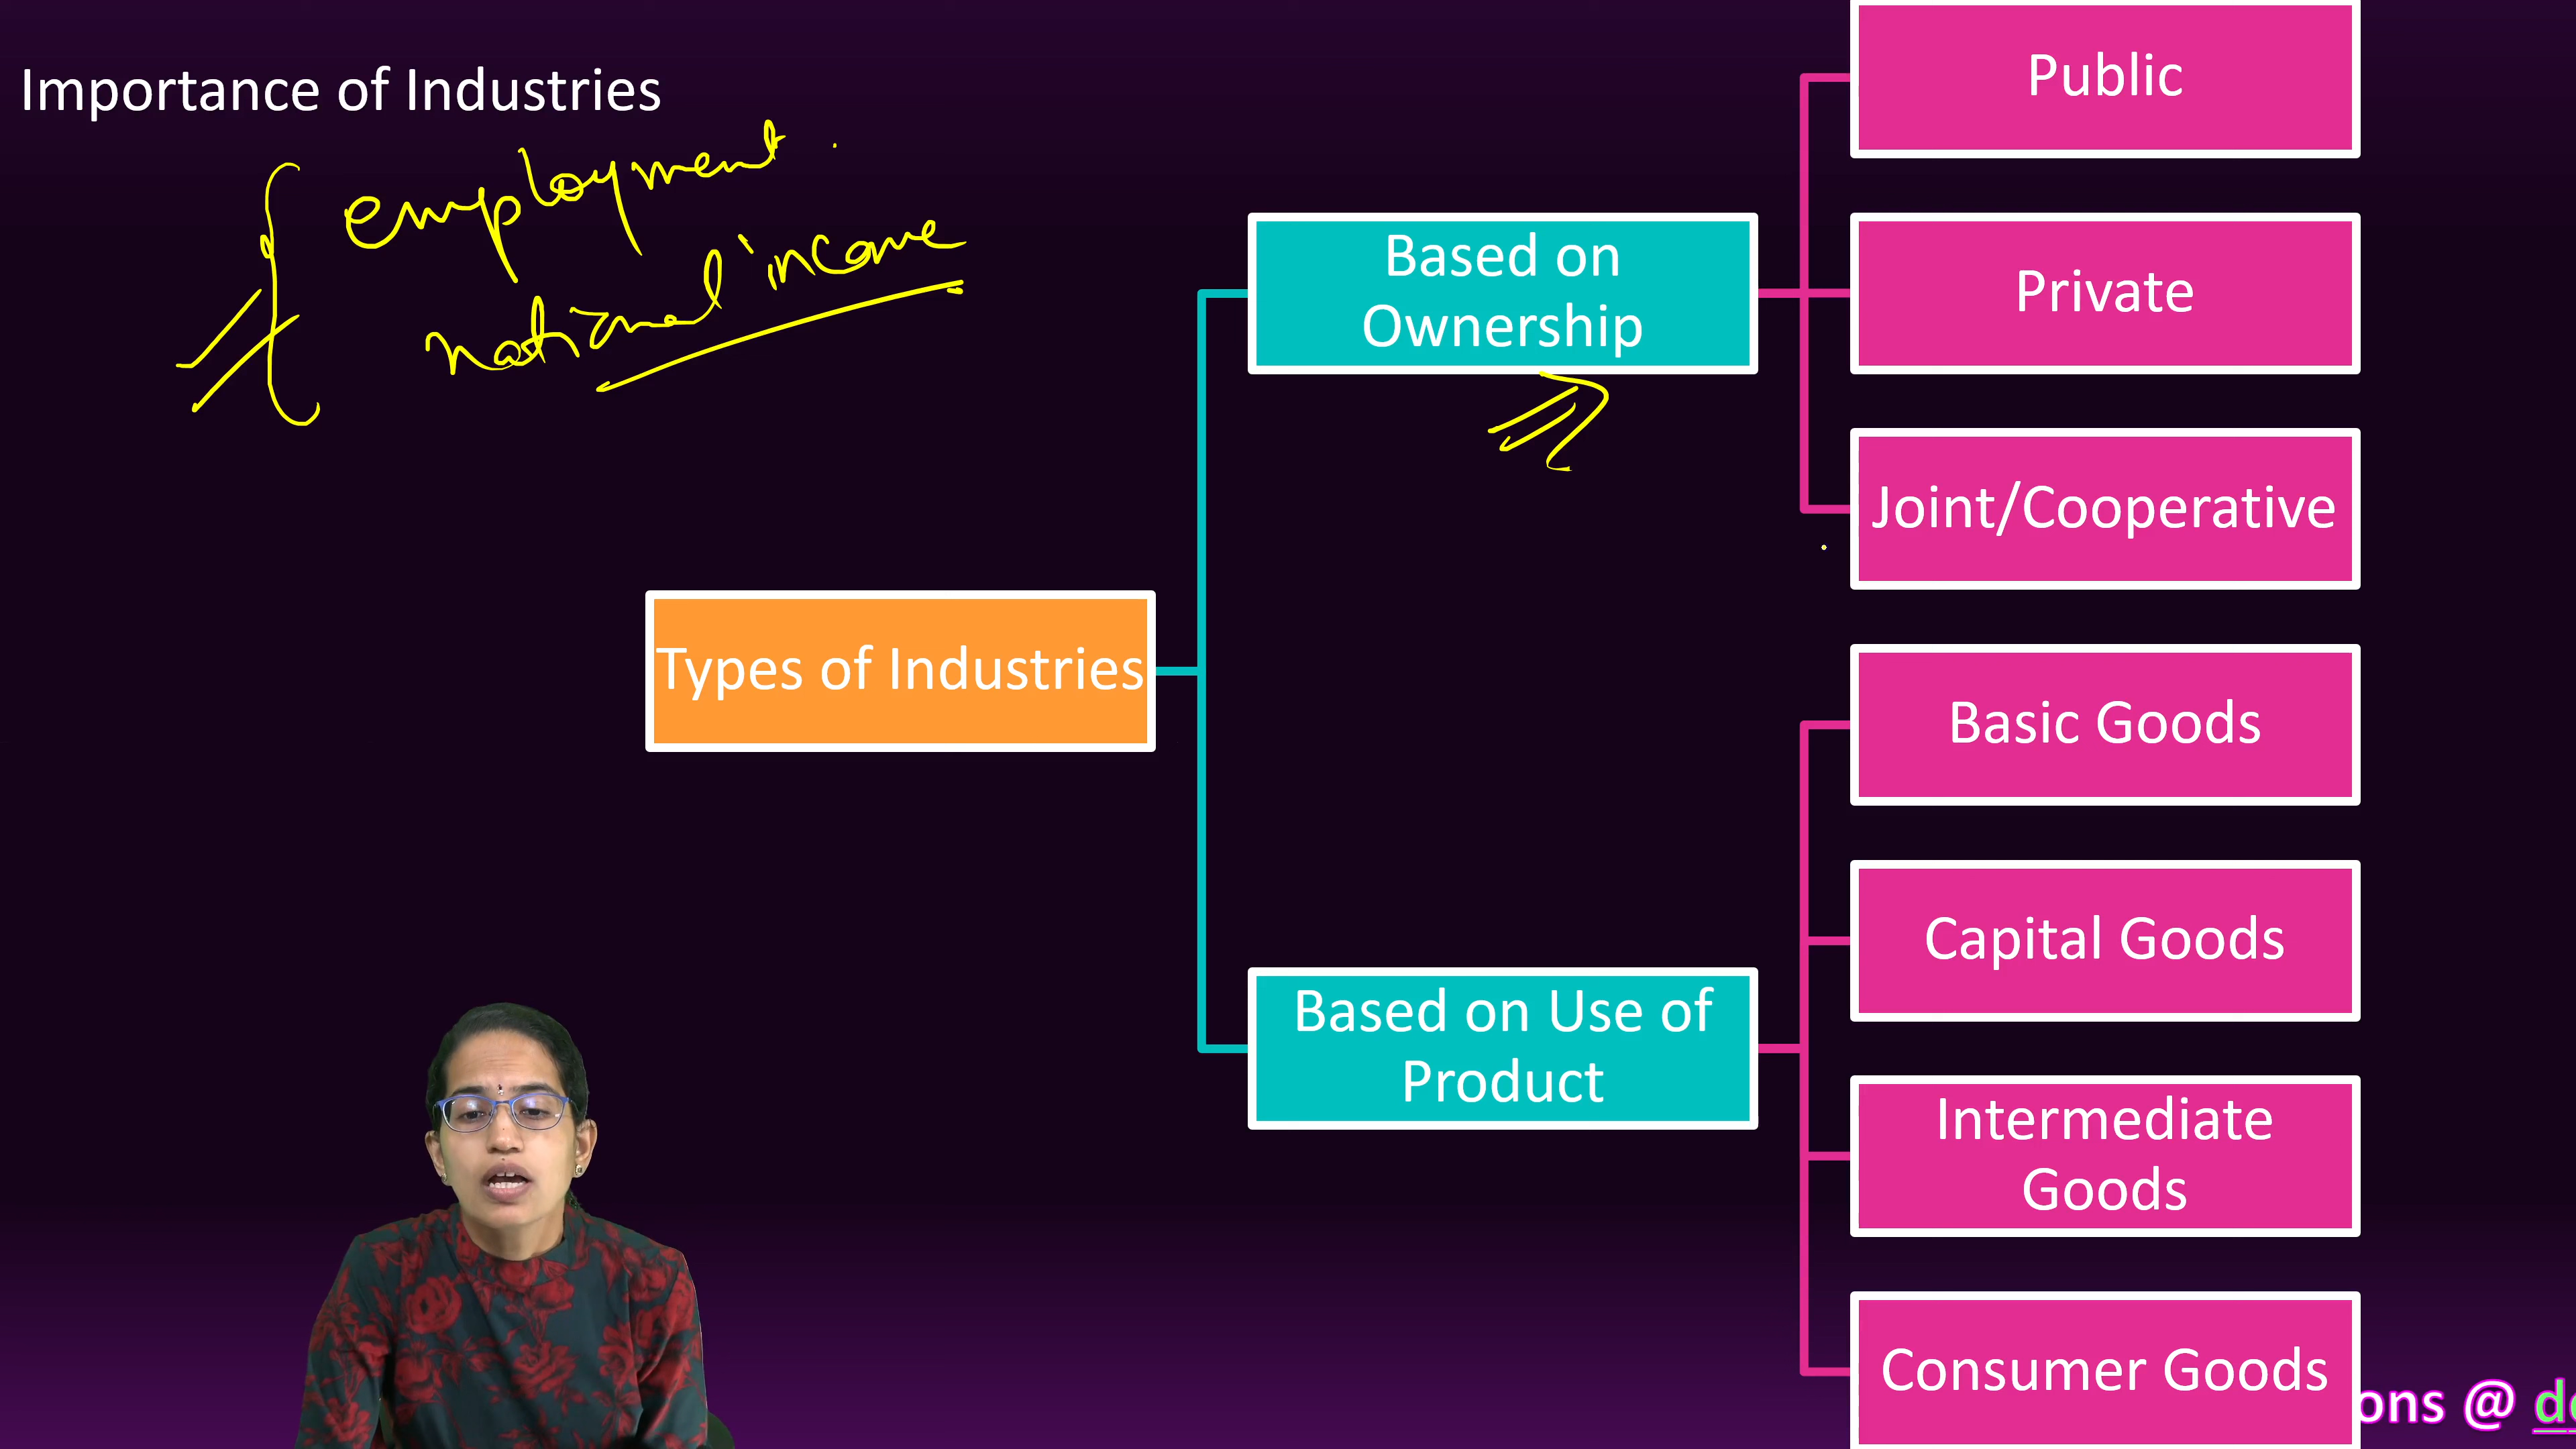 Importance of Industries
employment
national income
Types of Industries
Based on
Ownership
Public
Private
Joint/Cooperative
Based on Use of
Product
Basic Goods
Capital Goods
Intermediate
Goods
Consumer Goods
ons @ de